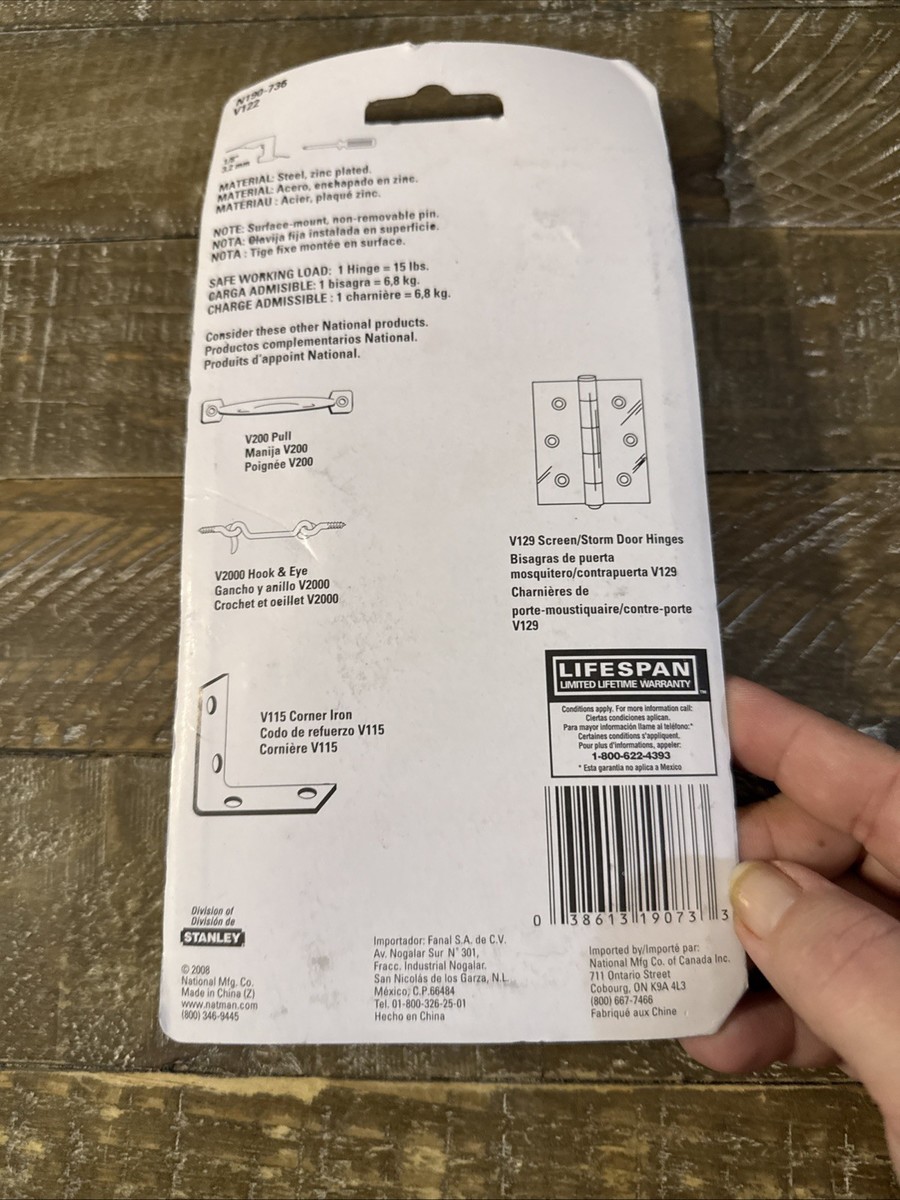 N190-736
V122
1/8"
3.2 mm
MATERIAL: Steel, zinc plated.
MATERIAL: Acero, enchapado en zinc.
MATÉRIAU : Acier, plaqué zinc.
NOTE: Surface-mount, non-removable pin.
NOTA: Clavija fija instalada en superficie.
NOTA : Tige fixe montée en surface.
SAFE WORKING LOAD: 1 Hinge = 15 lbs.
CARGA ADMISIBLE: 1 bisagra = 6,8 kg.
CHARGE ADMISSIBLE : 1 charnière = 6,8 kg.
Consider these other National products.
Productos complementarios National.
Produits d'appoint National.
V200 Pull
Manija V200
Poignée V200
V2000 Hook & Eye
Gancho y anillo V2000
Crochet et oeillet V2000
V115 Corner Iron
Codo de refuerzo V115
Cornière V115
V129 Screen/Storm Door Hinges
Bisagras de puerta
mosquitero/contrapuerta V129
Charnières de
porte-moustiquaire/contre-porte
V129
LIFESPAN
LIMITED LIFETIME WARRANTY ™
Conditions apply. For more information call:
Ciertas condiciones aplican.
Para mayor información llame al teléfono:*
Certaines conditions s'appliquent.
Pour plus d'informations, appeler:
1-800-622-4393
* Esta garantía no aplica a Mexico
0 38613 19073 3
Division of
División de
STANLEY
© 2008
National Mfg. Co.
Made in China (Z)
www.natman.com
(800) 346-9445
Importador: Fanal S.A. de C.V.
Av. Nogalar Sur N° 301,
Fracc. Industrial Nogalar.
San Nicolás de los Garza, N.L.
México, C.P.66484
Tel. 01-800-326-25-01
Hecho en China
Imported by/Importé par:
National Mfg Co. of Canada Inc.
711 Ontario Street
Cobourg, ON K9A 4L3
(800) 667-7466
Fabriqué aux Chine